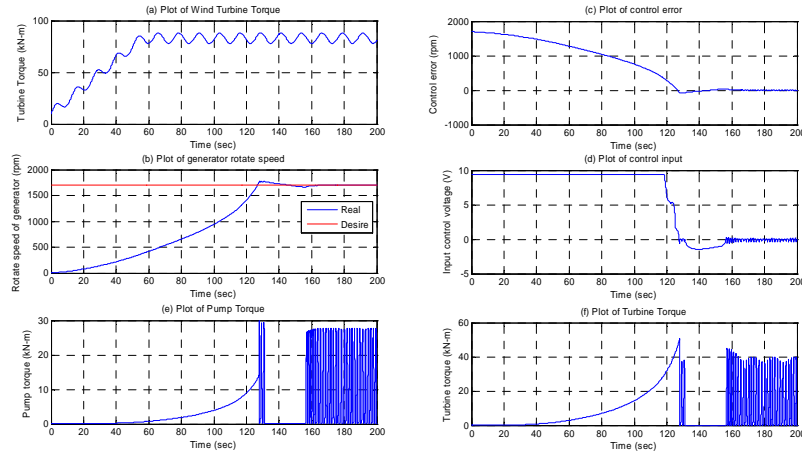 (a) Plot of Wind Turbine Torque
Turbine Torque (kN-m)
100
50
0
0 20 40 60 80 100 120 140 160 180 200
Time (sec)
(b) Plot of generator rotate speed
Rotate speed of generator (rpm)
2000
1500
1000
500
0
Real
Desire
0 20 40 60 80 100 120 140 160 180 200
Time (sec)
(e) Plot of Pump Torque
Pump torque (kN-m)
30
20
10
0
0 20 40 60 80 100 120 140 160 180 200
Time (sec)
(c) Plot of control error
Control error (rpm)
2000
1000
0
-1000
0 20 40 60 80 100 120 140 160 180 200
Time (sec)
(d) Plot of control input
Input control voltage (V)
10
5
0
-5
0 20 40 60 80 100 120 140 160 180 200
Time (sec)
(f) Plot of Turbine Torque
Turbine torque (kN-m)
60
40
20
0
0 20 40 60 80 100 120 140 160 180 200
Time (sec)